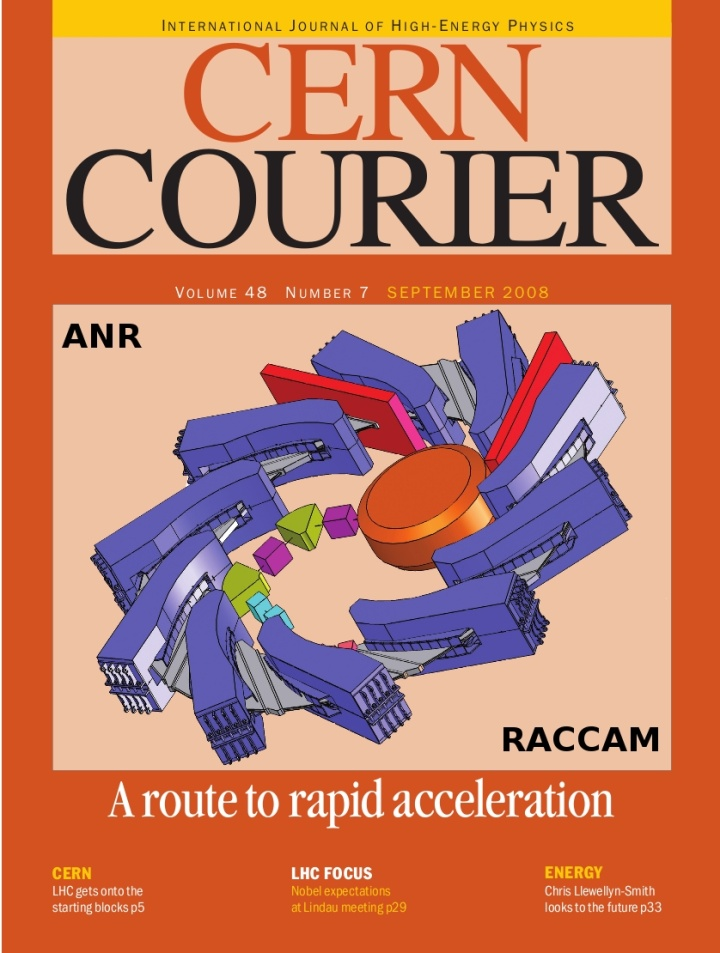 INTERNATIONAL JOURNAL OF HIGH-ENERGY PHYSICS
CERN
COURIER
VOLUME 48 NUMBER 7 SEPTEMBER 2008
ANR
RACCAM
A route to rapid acceleration
CERN
LHC gets onto the
starting blocks p5
LHC FOCUS
Nobel expectations
at Lindau meeting p29
ENERGY
Chris Llewellyn-Smith
looks to the future p33